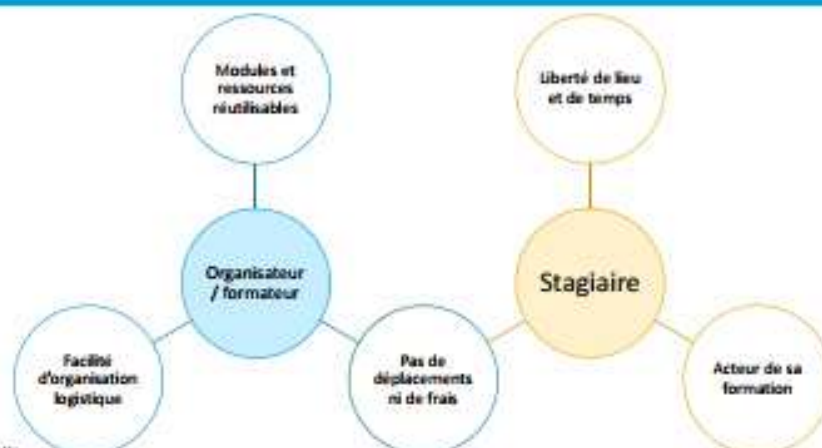 Modules et
ressources
réutilisables
Liberté de lieu
et de temps
Organisateur
/ formateur
Stagiaire
Facilité
d'organisation
logistique
Pas de
déplacements
ni de frais
Acteur de sa
formation